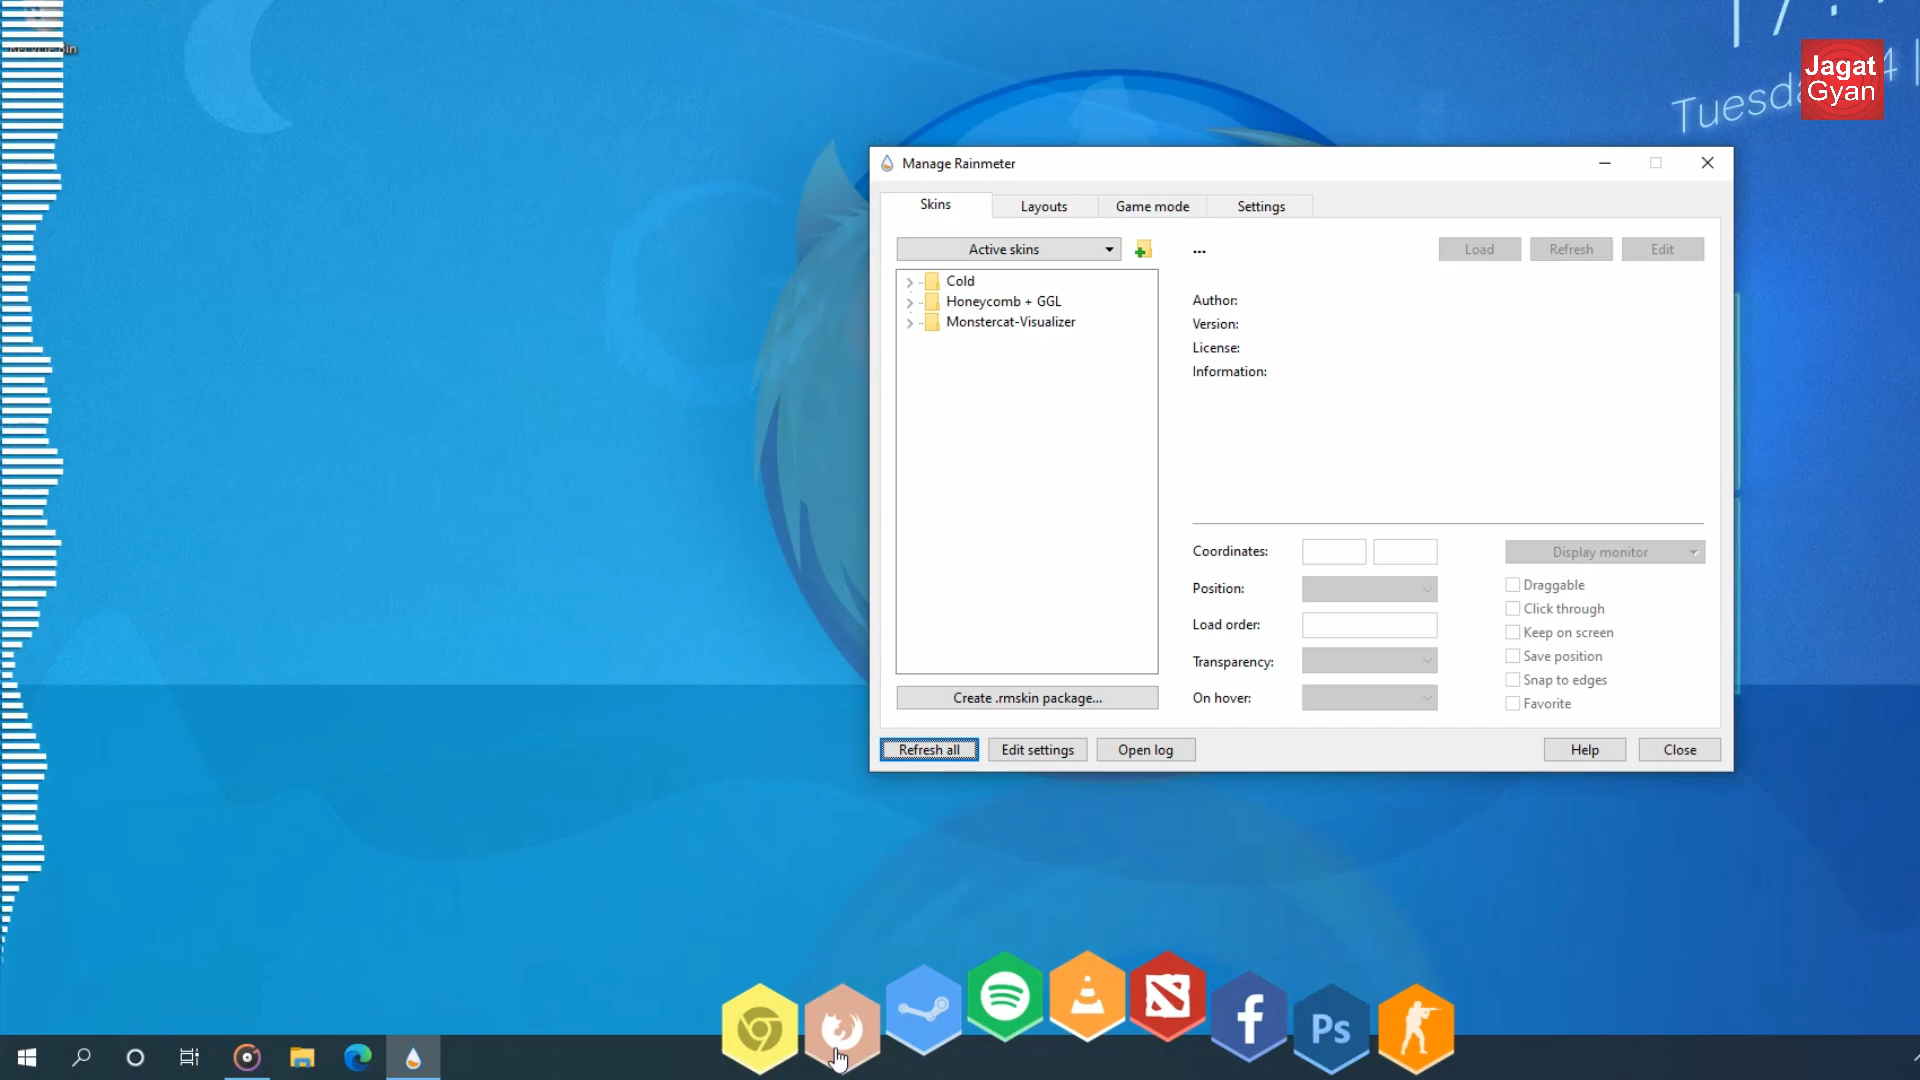 Jagat
Gyan
Manage Rainmeter
Skins
Layouts
Game mode
Settings
Active skins
...
Load
Refresh
Edit
Cold
Honeycomb + GGL
Monstercat-Visualizer
Author:
Version:
License:
Information:
Coordinates:
Display monitor
Position:
Draggable
Click through
Load order:
Keep on screen
Transparency:
Save position
Snap to edges
On hover:
Favorite
Create .rmskin package...
Refresh all
Edit settings
Open log
Help
Close
Ps